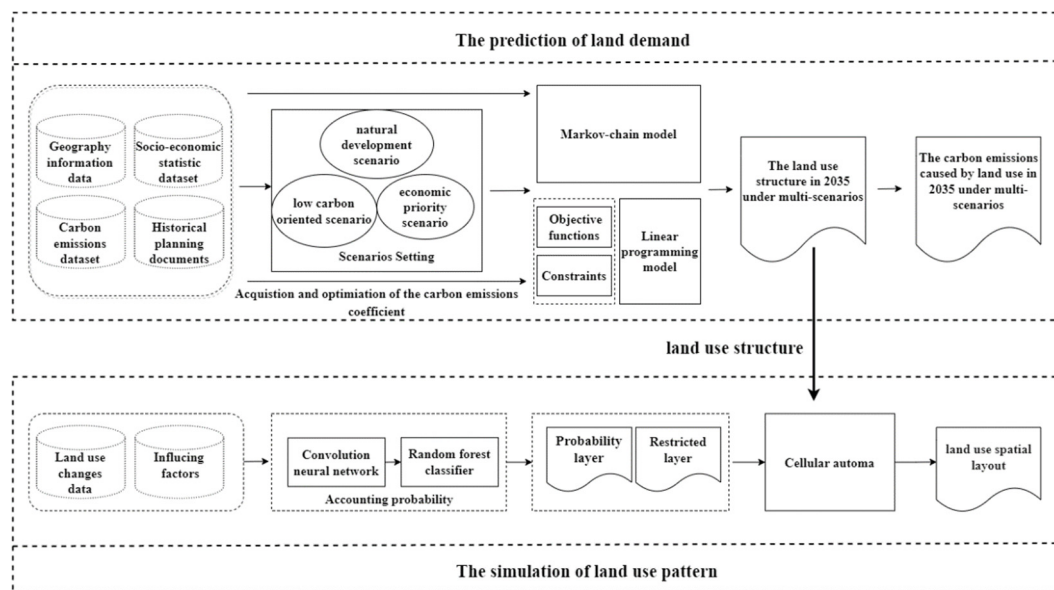 The prediction of land demand
Geography
information
data
Socio-economic
statistic
dataset
Carbon
emissions
dataset
Historical
planning
documents
natural
development
scenario
low carbon
oriented scenario
economic
priority
scenario
Scenarios Setting
Acquistion and optimiation of the carbon emissions
coefficient
Markov-chain model
Objective
functions
Constraints
Linear
programming
model
The land use
structure in 2035
under multi-scenarios
The carbon emissions
caused by land use in
2035 under multi-
scenarios
land use structure
Land use
changes
data
Influcing
factors
Convolution
neural network
Random forest
classifier
Accounting probability
Probability
layer
Restricted
layer
Cellular automa
land use spatial
layout
The simulation of land use pattern